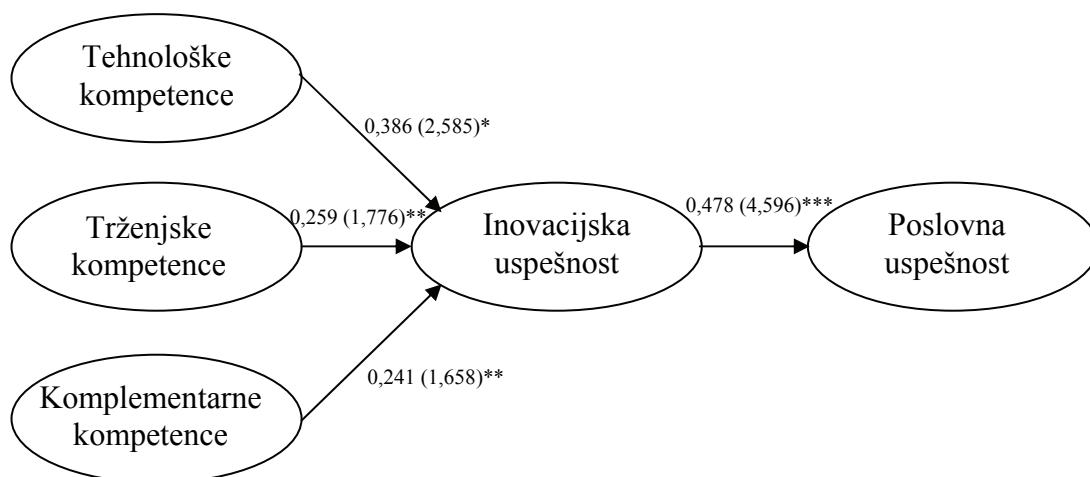 Tehnološke
kompetence
0,386 (2,585)*
Trženjske
kompetence
0,259 (1,776)**
Inovacijska
uspešnost
0,478 (4,596)***
Poslovna
uspešnost
0,241 (1,658)**
Komplementarne
kompetence